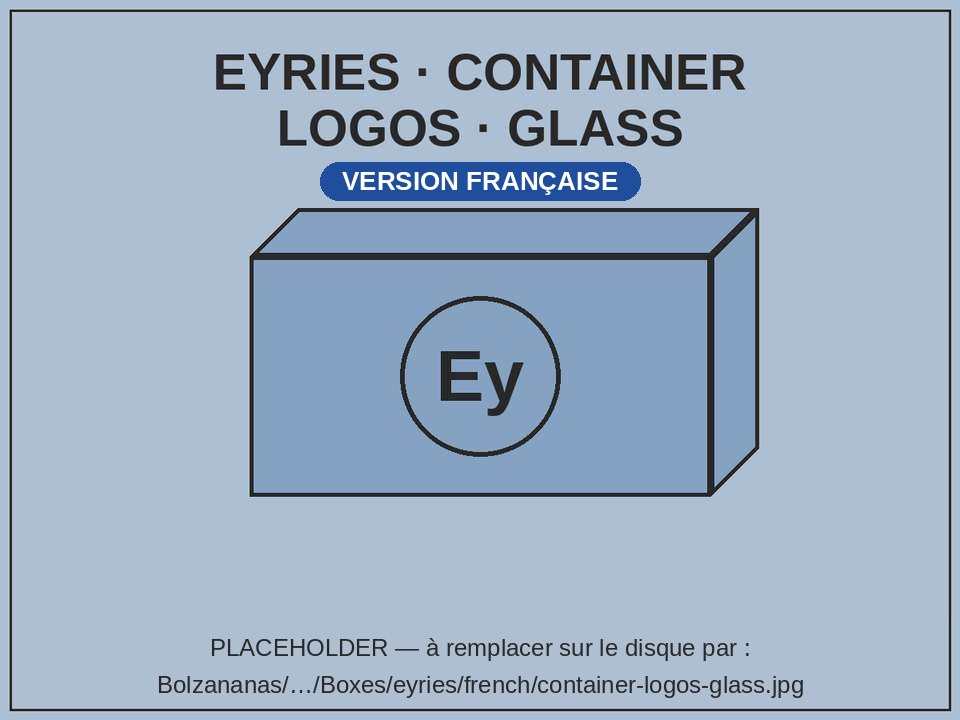 EYRIES · CONTAINER
LOGOS · GLASS
VERSION FRANÇAISE
Ey
PLACEHOLDER — à remplacer sur le disque par :
Bolzananas/…/Boxes/eyries/french/container-logos-glass.jpg